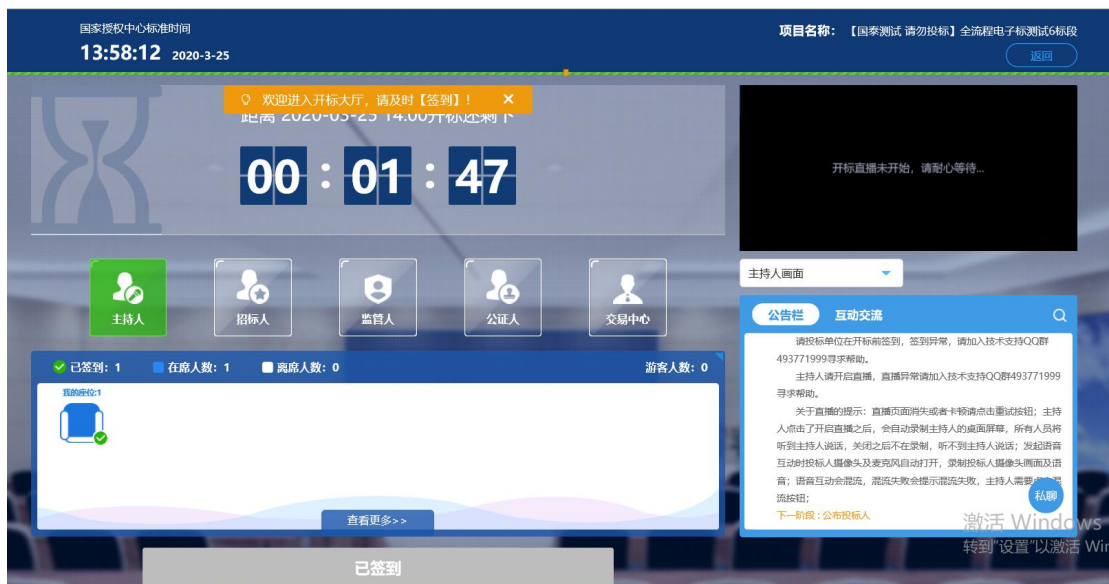 国家授权中心标准时间
13:58:12 2020-3-25
项目名称： 【国泰测试 请勿投标】全流程电子标测试6标段
返回
欢迎进入开标大厅，请及时【签到】！ ×
距离 2020-03-25 14:00开标还剩下
00 : 01 : 47
开标直播未开始，请耐心等待...
主持人
招标人
监管人
公证人
交易中心
主持人画面
公告栏 互动交流
已签到: 1 在席人数: 1 离席人数: 0 游客人数: 0
我的座位:1
查看更多>>
请投标单位在开标前签到，签到异常，请加入技术支持QQ群
493771999寻求帮助。
主持人请开启直播，直播异常请加入技术支持QQ群493771999
寻求帮助。
关于直播的提示：直播页面消失或者卡顿请点击重试按钮；主持
人点击了开启直播之后，会自动录制主持人的桌面屏幕，所有人员将
听到主持人说话，关闭之后不在录制，听不到主持人说话；发起语音
互动时投标人摄像头及麦克风自动打开，录制投标人摄像头画面及语
音；语音互动会混流，混流失败会提示混流失败，主持人需要
流按钮；
私聊
下一阶段 : 公布投标人
已签到
激活 Windows
转到"设置"以激活 Win